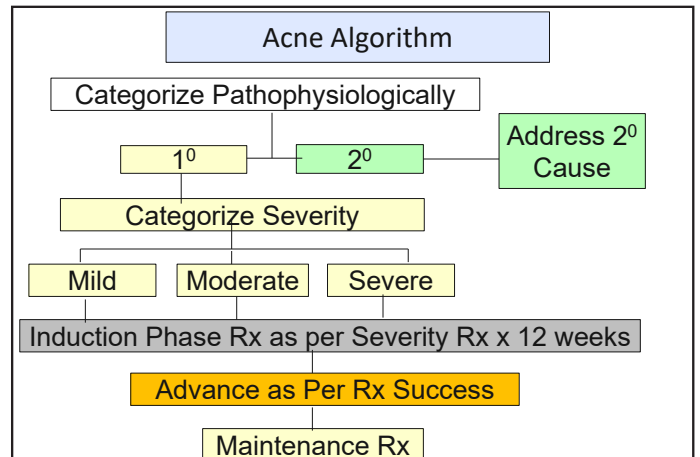 Acne Algorithm
Categorize Pathophysiologically
1⁰
2⁰
Address 2⁰
Cause
Categorize Severity
Mild
Moderate
Severe
Induction Phase Rx as per Severity Rx x 12 weeks
Advance as Per Rx Success
Maintenance Rx